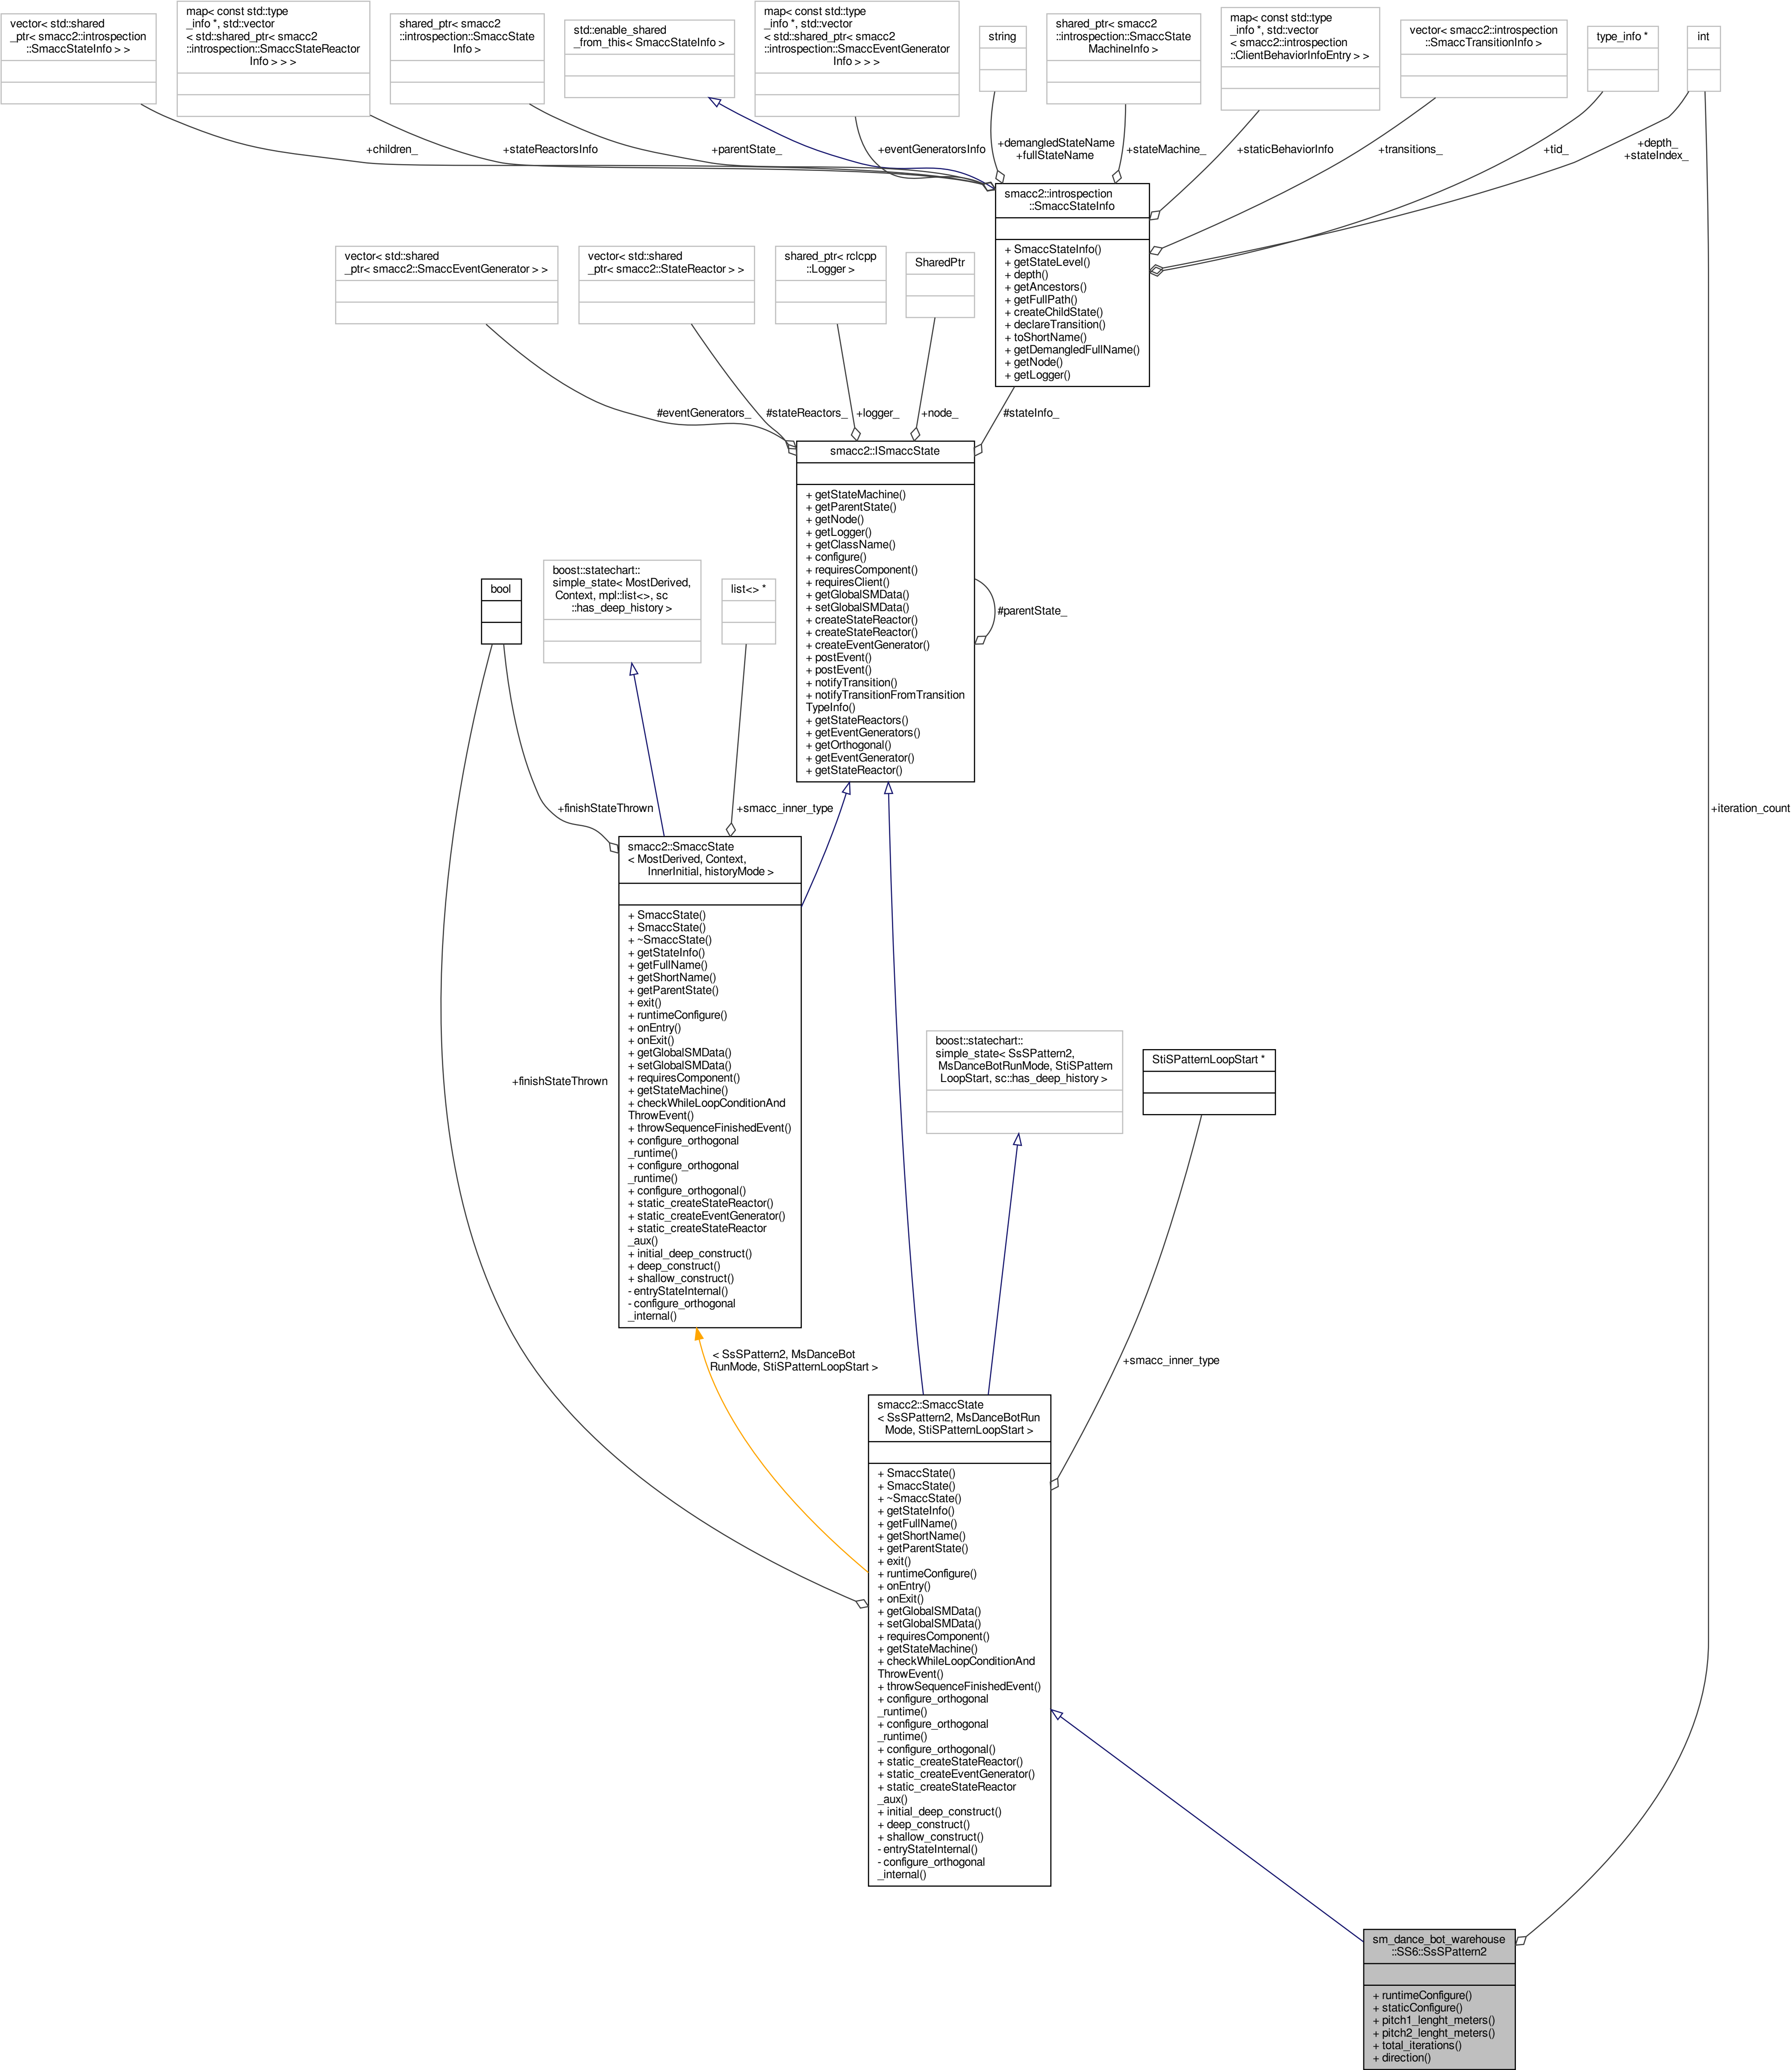 vector< std::shared
_ptr< smacc2::introspection
::SmaccStateInfo > >
map< const std::type
_info *, std::vector
< std::shared_ptr< smacc2
::introspection::SmaccStateReactor
Info > > >
shared_ptr< smacc2
::introspection::SmaccState
Info >
std::enable_shared
_from_this< SmaccStateInfo >
map< const std::type
_info *, std::vector
< std::shared_ptr< smacc2
::introspection::SmaccEventGenerator
Info > > >
string
shared_ptr< smacc2
::introspection::SmaccState
MachineInfo >
map< const std::type
_info *, std::vector
< smacc2::introspection
::ClientBehaviorInfoEntry > >
vector< smacc2::introspection
::SmaccTransitionInfo >
type_info *
int
+children_
+stateReactorsInfo
+parentState_
+eventGeneratorsInfo
+demangledStateName
+fullStateName
+stateMachine_
+staticBehaviorInfo
+transitions_
+tid_
+depth_
+stateIndex_
smacc2::introspection
::SmaccStateInfo
+ SmaccStateInfo()
+ getStateLevel()
+ depth()
+ getAncestors()
+ getFullPath()
+ createChildState()
+ declareTransition()
+ toShortName()
+ getDemangledFullName()
+ getNode()
+ getLogger()
vector< std::shared
_ptr< smacc2::SmaccEventGenerator > >
vector< std::shared
_ptr< smacc2::StateReactor > >
shared_ptr< rclcpp
::Logger >
SharedPtr
#eventGenerators_
#stateReactors_
+logger_
+node_
#stateInfo_
smacc2::ISmaccState
+ getStateMachine()
+ getParentState()
+ getNode()
+ getLogger()
+ getClassName()
+ configure()
+ requiresComponent()
+ requiresClient()
+ getGlobalSMData()
+ setGlobalSMData()
+ createStateReactor()
+ createStateReactor()
+ createEventGenerator()
+ postEvent()
+ postEvent()
+ notifyTransition()
+ notifyTransitionFromTransition
TypeInfo()
+ getStateReactors()
+ getEventGenerators()
+ getOrthogonal()
+ getEventGenerator()
+ getStateReactor()
#parentState_
bool
boost::statechart::
simple_state< MostDerived,
Context, mpl::list<>, sc
::has_deep_history >
list<> *
+finishStateThrown
+smacc_inner_type
+iteration_count
smacc2::SmaccState
< MostDerived, Context,
InnerInitial, historyMode >
+ SmaccState()
+ SmaccState()
+ ~SmaccState()
+ getStateInfo()
+ getFullName()
+ getShortName()
+ getParentState()
+ exit()
+ runtimeConfigure()
+ onEntry()
+ onExit()
+ getGlobalSMData()
+ setGlobalSMData()
+ requiresComponent()
+ getStateMachine()
+ checkWhileLoopConditionAnd
ThrowEvent()
+ throwSequenceFinishedEvent()
+ configure_orthogonal
_runtime()
+ configure_orthogonal
_runtime()
+ configure_orthogonal()
+ static_createStateReactor()
+ static_createEventGenerator()
+ static_createStateReactor
_aux()
+ initial_deep_construct()
+ deep_construct()
+ shallow_construct()
- entryStateInternal()
- configure_orthogonal
_internal()
+finishStateThrown
boost::statechart::
simple_state< SsSPattern2,
MsDanceBotRunMode, StiSPattern
LoopStart, sc::has_deep_history >
StiSPatternLoopStart *
< SsSPattern2, MsDanceBot
RunMode, StiSPatternLoopStart >
+smacc_inner_type
smacc2::SmaccState
< SsSPattern2, MsDanceBotRun
Mode, StiSPatternLoopStart >
+ SmaccState()
+ SmaccState()
+ ~SmaccState()
+ getStateInfo()
+ getFullName()
+ getShortName()
+ getParentState()
+ exit()
+ runtimeConfigure()
+ onEntry()
+ onExit()
+ getGlobalSMData()
+ setGlobalSMData()
+ requiresComponent()
+ getStateMachine()
+ checkWhileLoopConditionAnd
ThrowEvent()
+ throwSequenceFinishedEvent()
+ configure_orthogonal
_runtime()
+ configure_orthogonal
_runtime()
+ configure_orthogonal()
+ static_createStateReactor()
+ static_createEventGenerator()
+ static_createStateReactor
_aux()
+ initial_deep_construct()
+ deep_construct()
+ shallow_construct()
- entryStateInternal()
- configure_orthogonal
_internal()
sm_dance_bot_warehouse
::SS6::SsSPattern2
+ runtimeConfigure()
+ staticConfigure()
+ pitch1_lenght_meters()
+ pitch2_lenght_meters()
+ total_iterations()
+ direction()